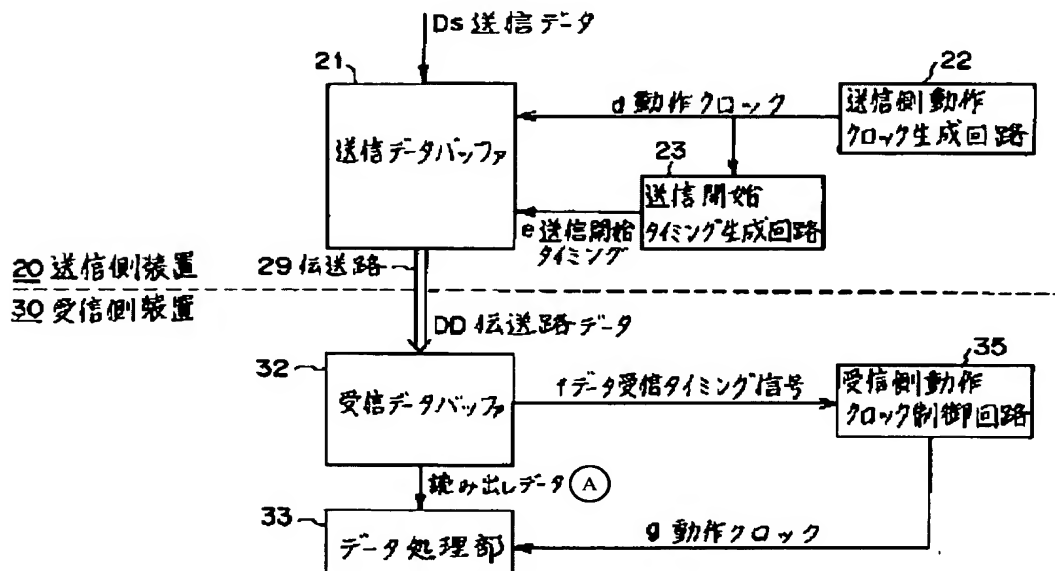 Ds 送信データ
21
送信データバッファ
d 動作クロック
22
送信側動作
クロック生成回路
23
送信開始
タイミング生成回路
e 送信開始
タイミング
20 送信側装置
29 伝送路
30 受信側装置
DD 伝送路データ
32
受信データバッファ
f データ受信タイミング信号
35
受信側動作
クロック制御回路
読み出しデータ A
33
データ処理部
g 動作クロック